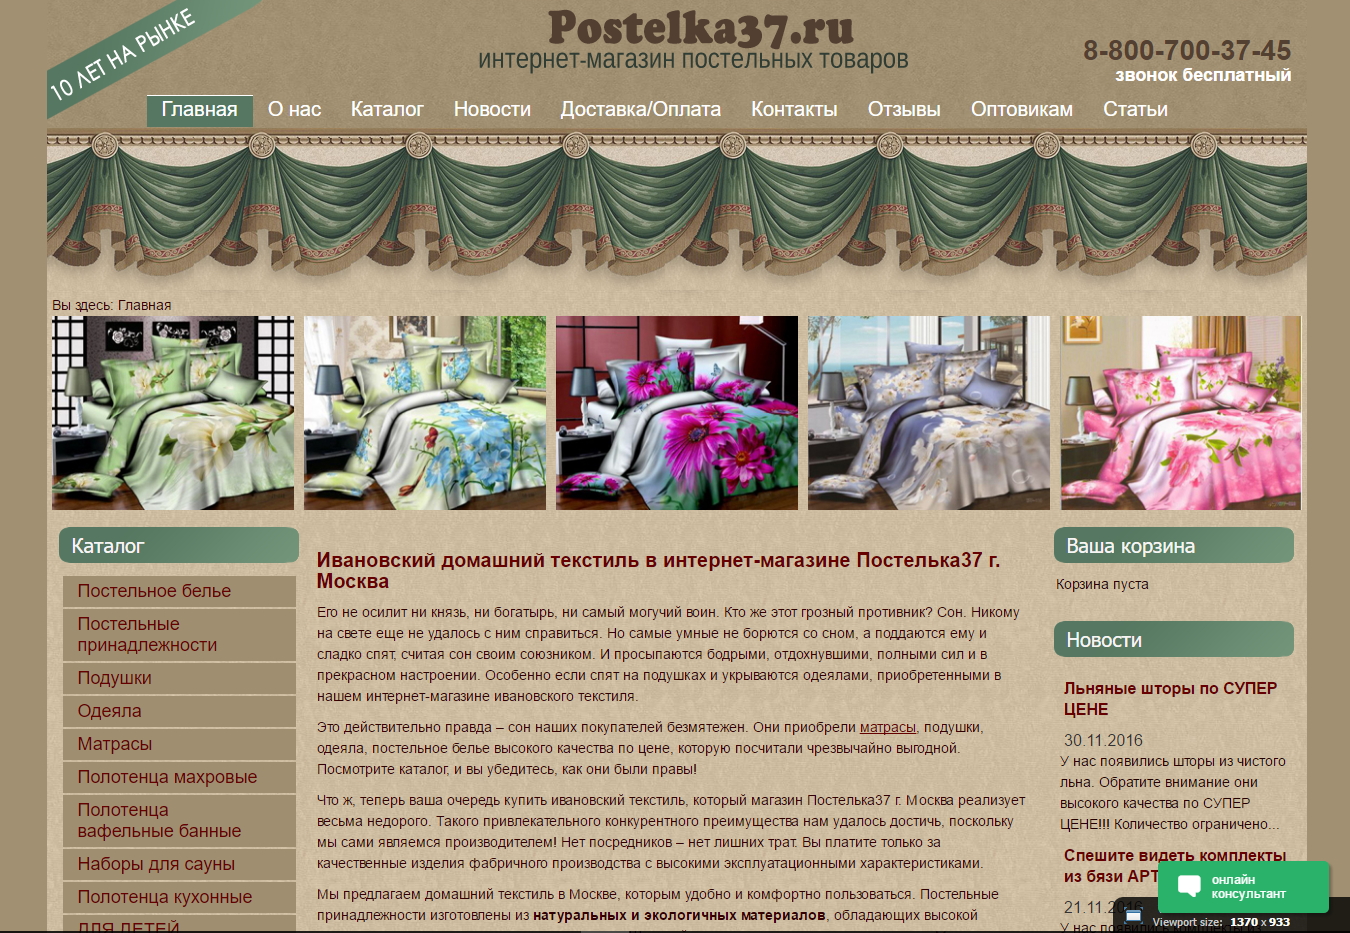 10 ЛЕТ НА РЫНКЕ
Postelka37.ru
интернет-магазин постельных товаров
8-800-700-37-45
звонок бесплатный
Главная О нас Каталог Новости Доставка/Оплата Контакты Отзывы Оптовикам Статьи
Вы здесь: Главная
Каталог
Постельное белье
Постельные
принадлежности
Подушки
Одеяла
Матрасы
Полотенца махровые
Полотенца
вафельные банные
Наборы для сауны
Полотенца кухонные
ДЛЯ ДЕТЕЙ
Ивановский домашний текстиль в интернет-магазине Постелька37 г.
Москва
Его не осилит ни князь, ни богатырь, ни самый могучий воин. Кто же этот грозный противник? Сон. Никому
на свете еще не удалось с ним справиться. Но самые умные не борются со сном, а поддаются ему и
сладко спят, считая сон своим союзником. И просыпаются бодрыми, отдохнувшими, полными сил и в
прекрасном настроении. Особенно если спят на подушках и укрываются одеялами, приобретенными в
нашем интернет-магазине ивановского текстиля.
Это действительно правда – сон наших покупателей безмятежен. Они приобрели матрасы, подушки,
одеяла, постельное белье высокого качества по цене, которую посчитали чрезвычайно выгодной.
Посмотрите каталог, и вы убедитесь, как они были правы!
Что ж, теперь ваша очередь купить ивановский текстиль, который магазин Постелька37 г. Москва реализует
весьма недорого. Такого привлекательного конкурентного преимущества нам удалось достичь, поскольку
мы сами являемся производителем! Нет посредников – нет лишних трат. Вы платите только за
качественные изделия фабричного производства с высокими эксплуатационными характеристиками.
Мы предлагаем домашний текстиль в Москве, которым удобно и комфортно пользоваться. Постельные
принадлежности изготовлены из натуральных и экологичных материалов, обладающих высокой
Ваша корзина
Корзина пуста
Новости
Льняные шторы по СУПЕР
ЦЕНЕ
30.11.2016
У нас появились шторы из чистого
льна. Обратите внимание они
высокого качества по СУПЕР
ЦЕНЕ!!! Количество ограничено...
Спешите видеть комплекты
из бязи АРТ
21.11.2016
У нас
онлайн
консультант
Viewport size: 1370 x 933